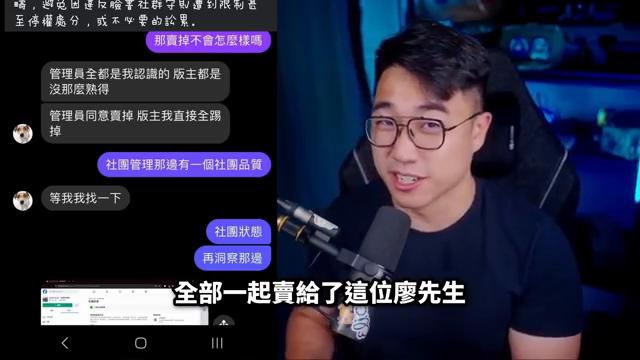 疇，避免因違反臉書社群守則遭到限制甚
至停權處分，或不必要的訟累。
那賣掉不會怎麼樣嗎
管理員全都是我認識的 版主都是
沒那麼熟得
管理員同意賣掉 版主我直接全踢
掉
社團管理那邊有一個社團品質
等我我找一下
社團狀態
再洞察那邊
全部一起賣給了這位廖先生